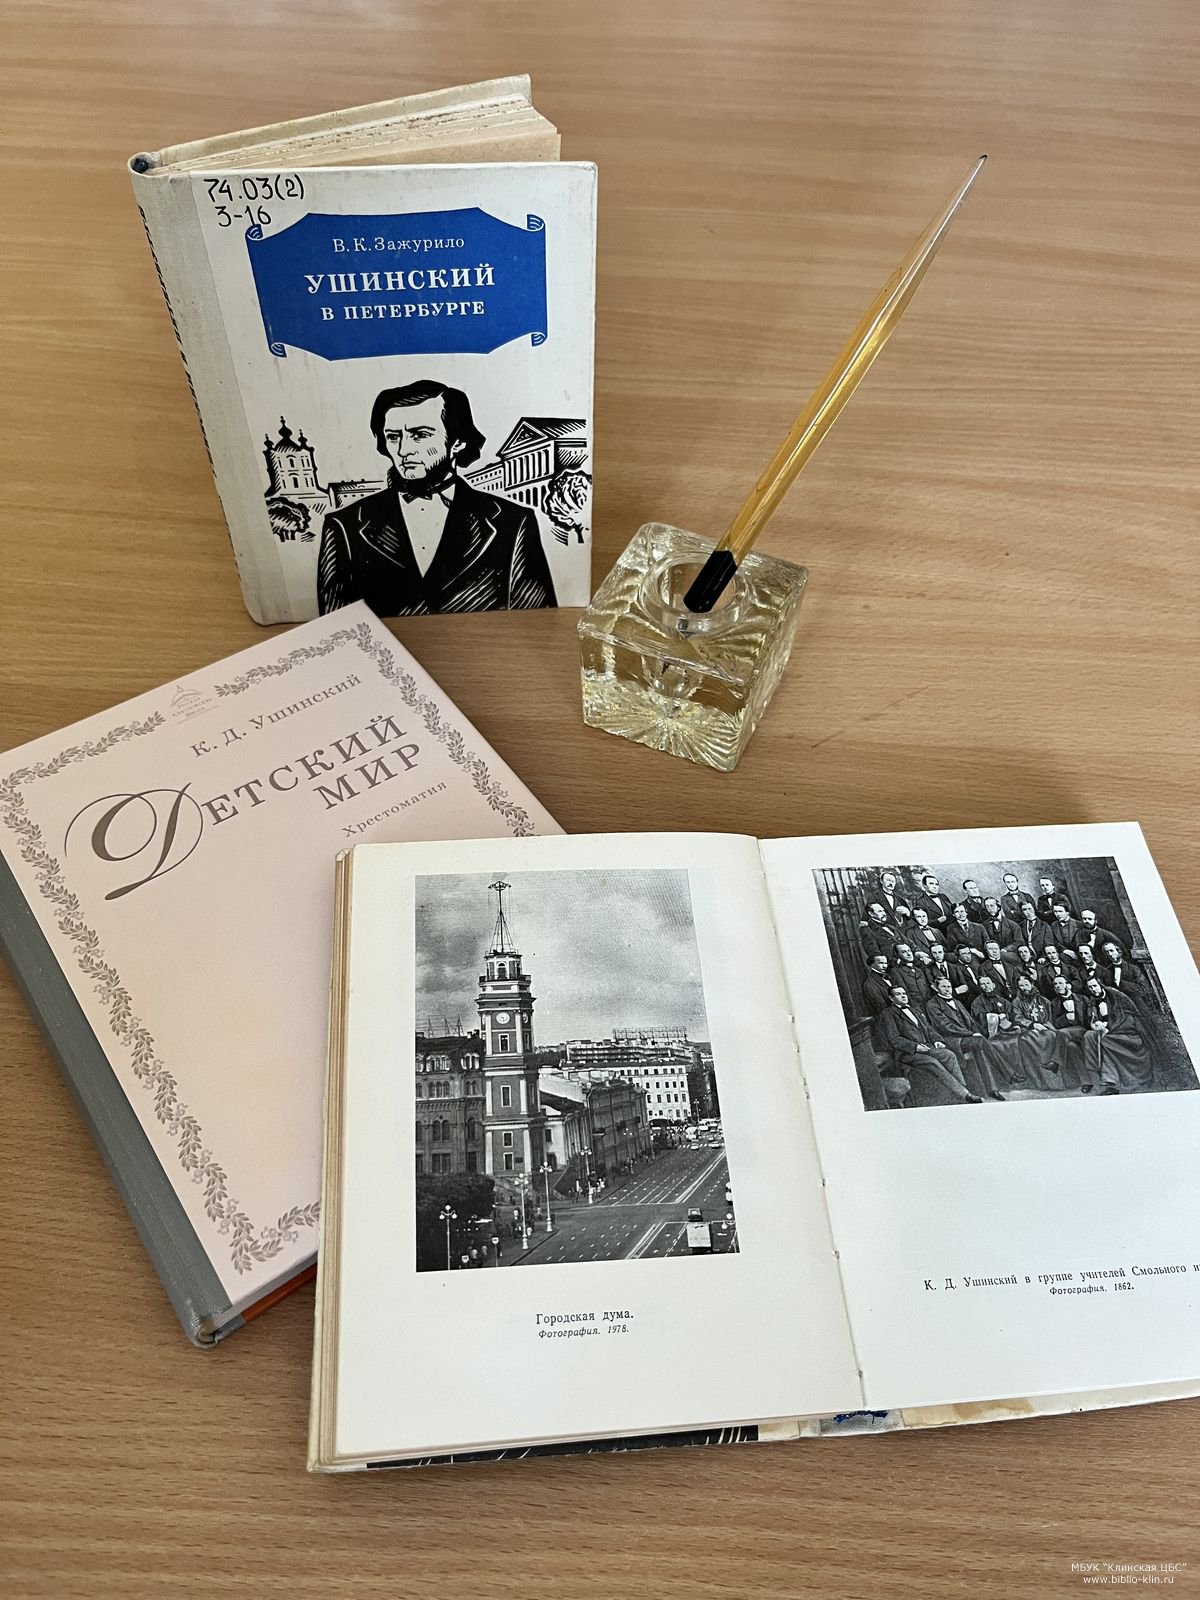 74.03(2)
3-16
В. К. Зажурило
УШИНСКИЙ
В ПЕТЕРБУРГЕ
К. Д. Ушинский
ДЕТСКИЙ
МИР
Хрестоматия
Городская дума.
Фотография. 1978.
К. Д. Ушинский в группе учителей Смольного
Фотография. 1862.
МБУК "Клинская ЦБС"
www.biblio-klin.ru